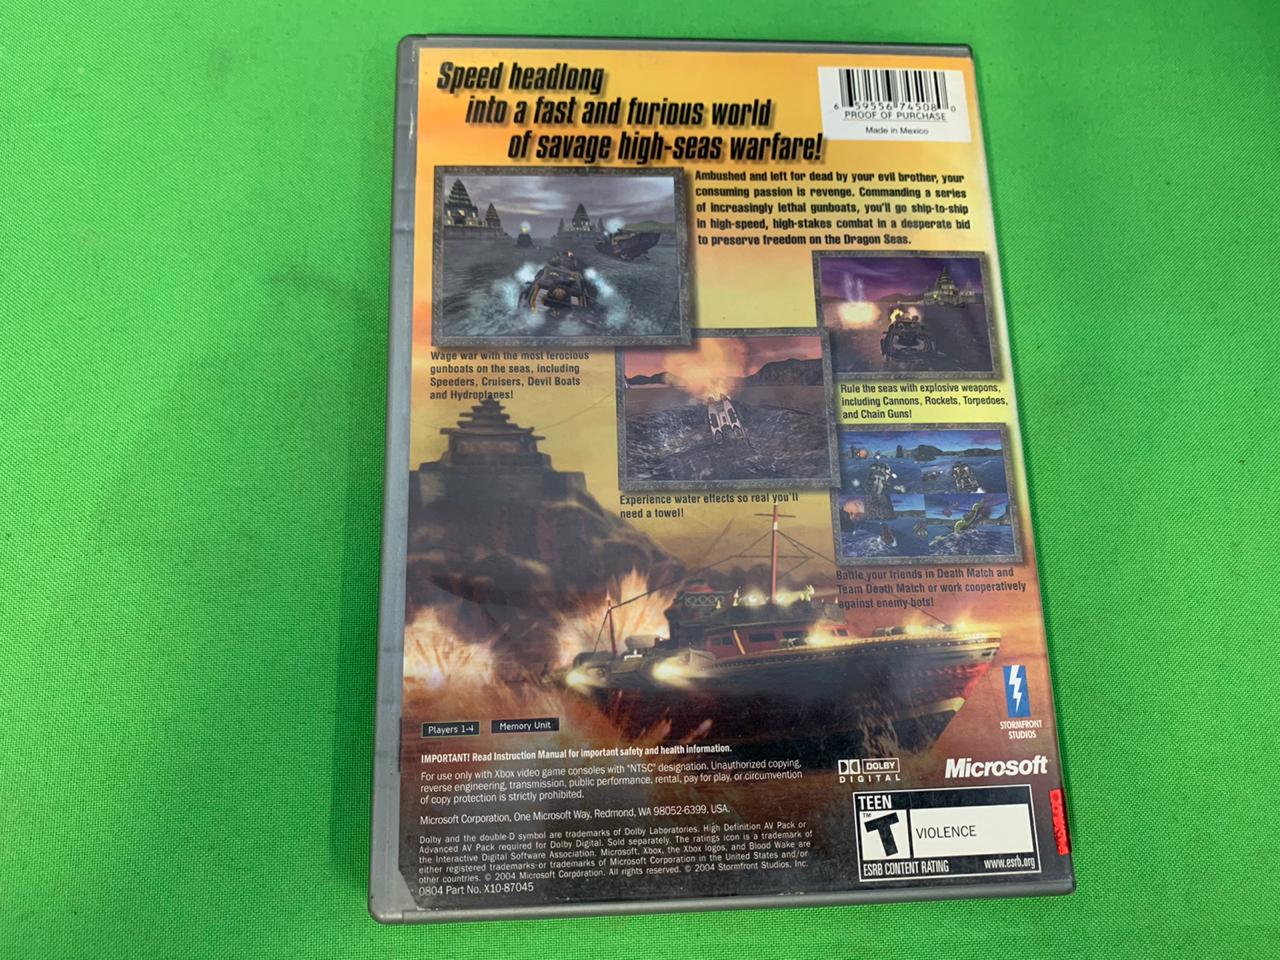 Speed headlong
into a fast and furious world
of savage high-seas warfare!
6 59556 74508 0
PROOF OF PURCHASE
Made in Mexico
Ambushed and left for dead by your evil brother, your
consuming passion is revenge. Commanding a series
of increasingly lethal gunboats, you'll go ship-to-ship
in high-speed, high-stakes combat in a desperate bid
to preserve freedom on the Dragon Seas.
Wage war with the most ferocious
gunboats on the seas, including
Speeders, Cruisers, Devil Boats
and Hydroplanes!
Rule the seas with explosive weapons,
including Cannons, Rockets, Torpedoes,
and Chain Guns!
Experience water effects so real you'll
need a towel!
Battle your friends in Death Match and
Team Death Match or work cooperatively
against enemy bots!
STORMFRONT
STUDIOS
Players 1-4
Memory Unit
IMPORTANT! Read Instruction Manual for important safety and health information.
For use only with Xbox video game consoles with "NTSC" designation. Unauthorized copying,
reverse engineering, transmission, public performance, rental, pay for play, or circumvention
of copy protection is strictly prohibited.
Microsoft Corporation, One Microsoft Way, Redmond, WA 98052-6399, USA.
Dolby and the double-D symbol are trademarks of Dolby Laboratories. High Definition AV Pack or
Advanced AV Pack required for Dolby Digital. Sold separately. The ratings icon is a trademark of
the Interactive Digital Software Association. Microsoft, Xbox, the Xbox logos, and Blood Wake are
either registered trademarks or trademarks of Microsoft Corporation in the United States and/or
other countries. © 2004 Microsoft Corporation. All rights reserved. © 2004 Stormfront Studios, Inc.
0804 Part No. X10-87045
DOLBY
DIGITAL
Microsoft
TEEN
T
TM
VIOLENCE
ESRB CONTENT RATING
www.esrb.org